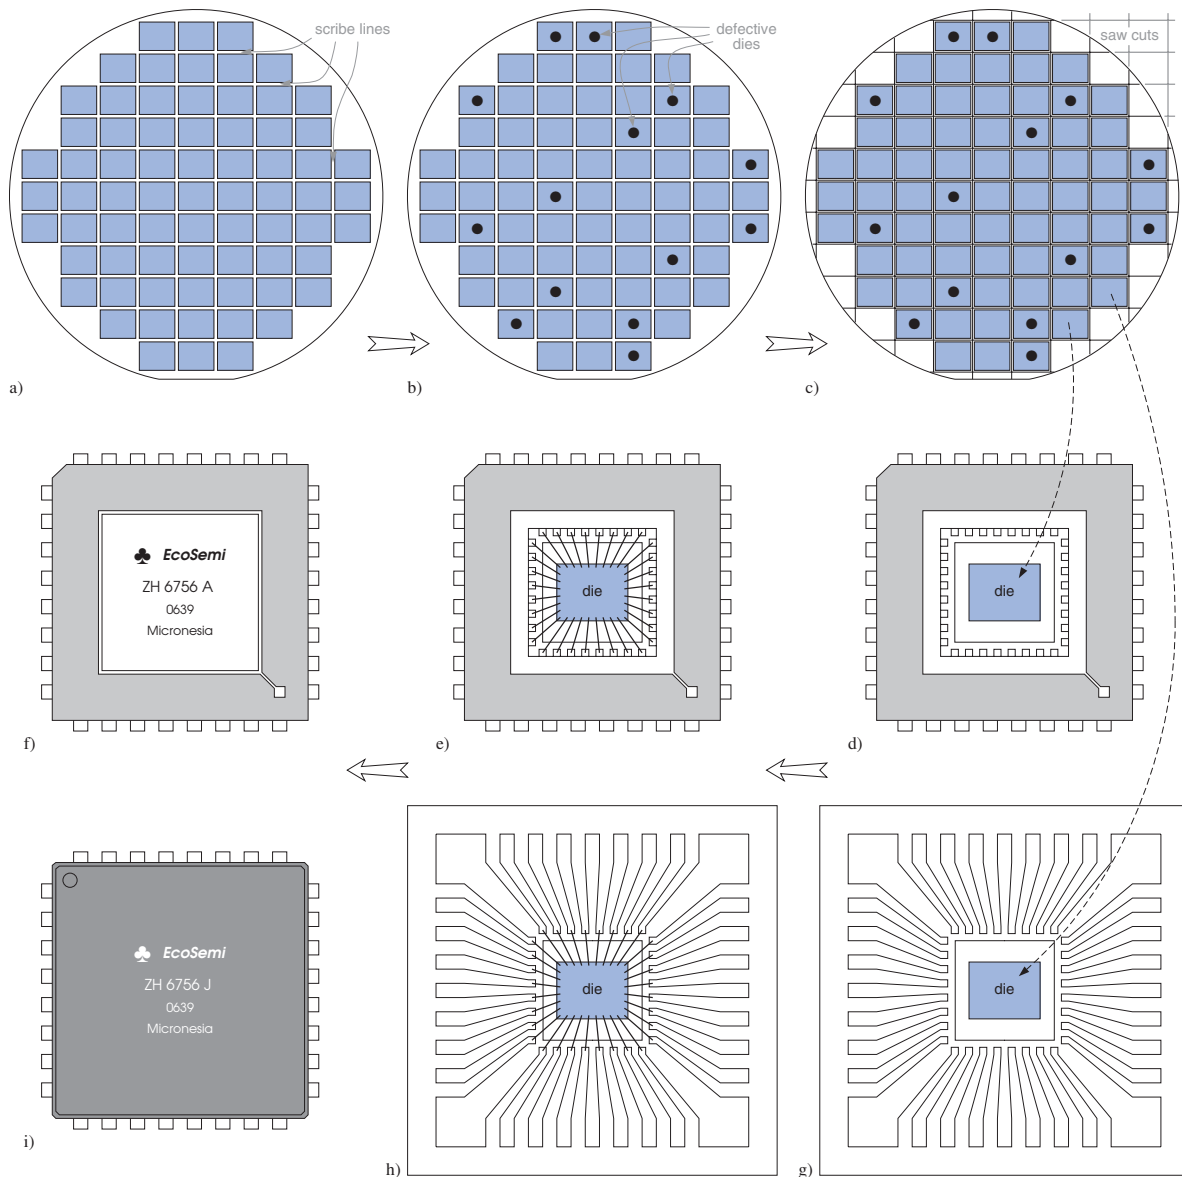 scribe lines
defective
dies
saw cuts
a)
b)
c)
EcoSemi
ZH 6756 A
0639
Micronesia
die
die
f)
e)
d)
EcoSemi
ZH 6756 J
0639
Micronesia
die
die
i)
h)
g)